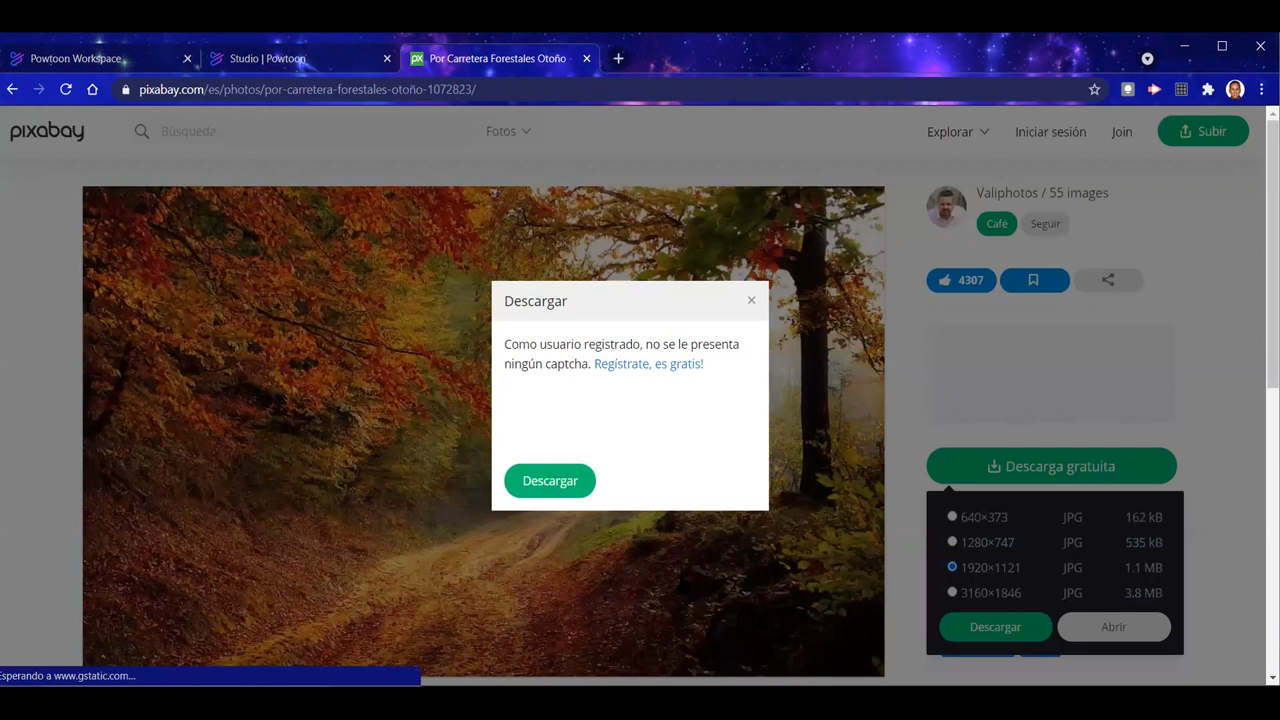 Powtoon Workspace
Studio | Powtoon
px Por Carretera Forestales Otoño
pixabay.com/es/photos/por-carretera-forestales-otoño-1072823/
pixabay
Búsqueda
Fotos
Explorar
Iniciar sesión
Join
Subir
Valiphotos / 55 images
Café
Seguir
4307
Descargar
Como usuario registrado, no se le presenta
ningún captcha. Regístrate, es gratis!
Descargar
Descarga gratuita
640×373 JPG 162 kB
1280×747 JPG 535 kB
1920×1121 JPG 1.1 MB
3160×1846 JPG 3.8 MB
Descargar
Abrir
Esperando a www.gstatic.com...